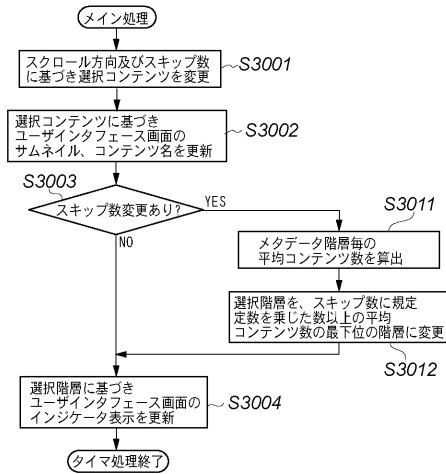 メイン処理
スクロール方向及びスキップ数
に基づき選択コンテンツを変更
S3001
選択コンテンツに基づき
ユーザインタフェース画面の
サムネイル、コンテンツ名を更新
S3002
S3003
スキップ数変更あり?
YES
NO
S3011
メタデータ階層毎の
平均コンテンツ数を算出
選択階層を、スキップ数に規定
定数を乗じた数以上の平均
コンテンツ数の最下位の階層に変更
S3012
選択階層に基づき
ユーザインタフェース画面の
インジケータ表示を更新
S3004
タイマ処理終了